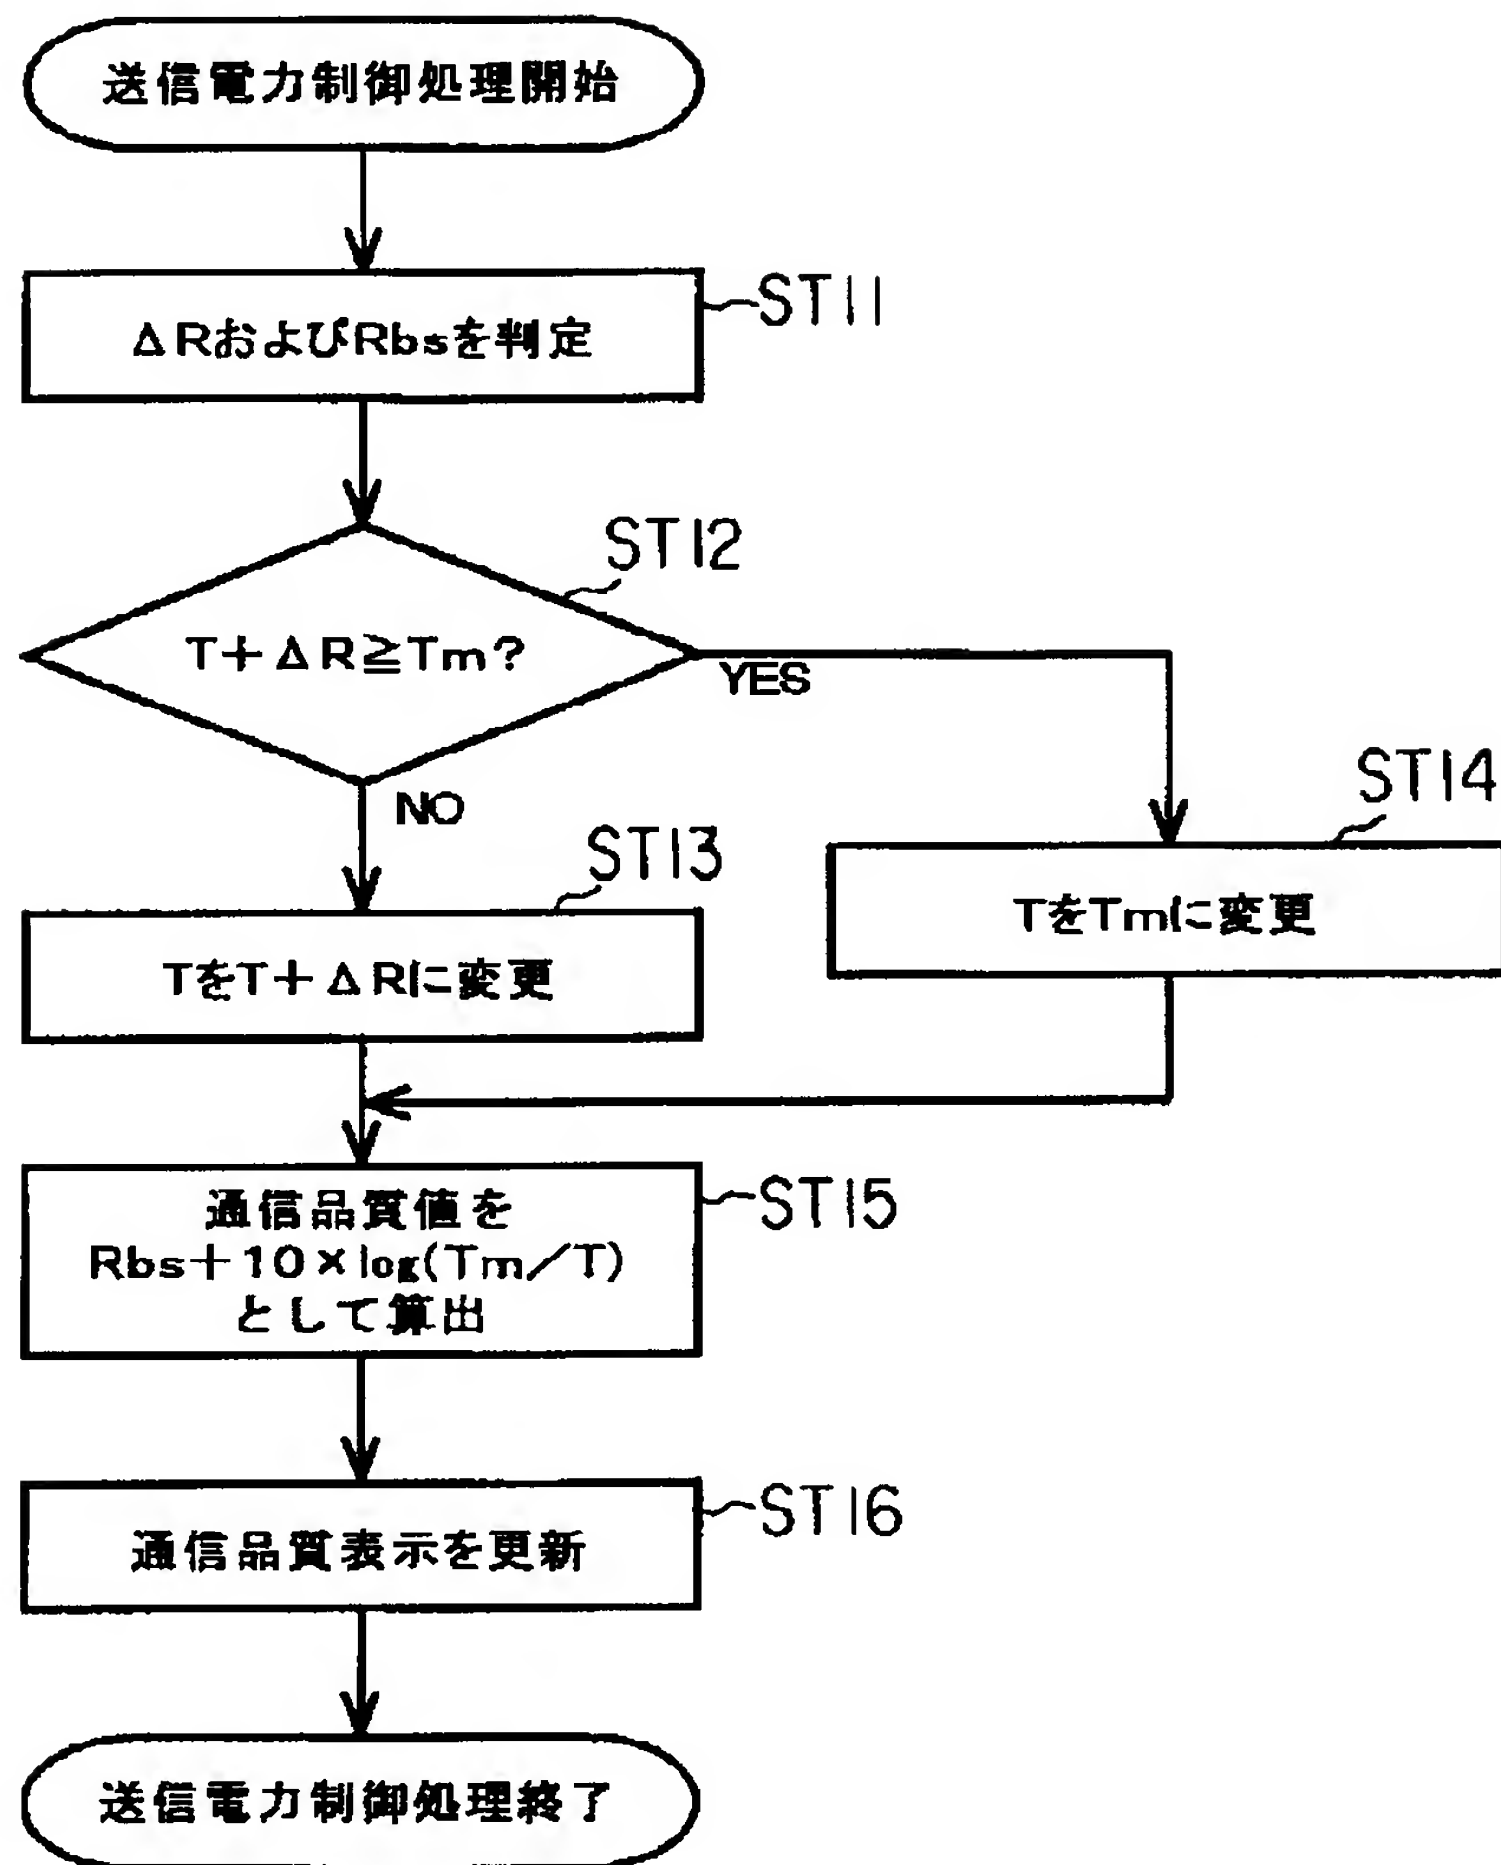 送信電力制御処理開始
ΔRおよびRbsを判定
ST11
ST12
T+ΔR≧Tm?
YES
NO
ST14
TをTmに変更
ST13
TをT+ΔRに変更
通信品質値を
Rbs+10×log(Tm/T)
として算出
ST15
通信品質表示を更新
ST16
送信電力制御処理終了